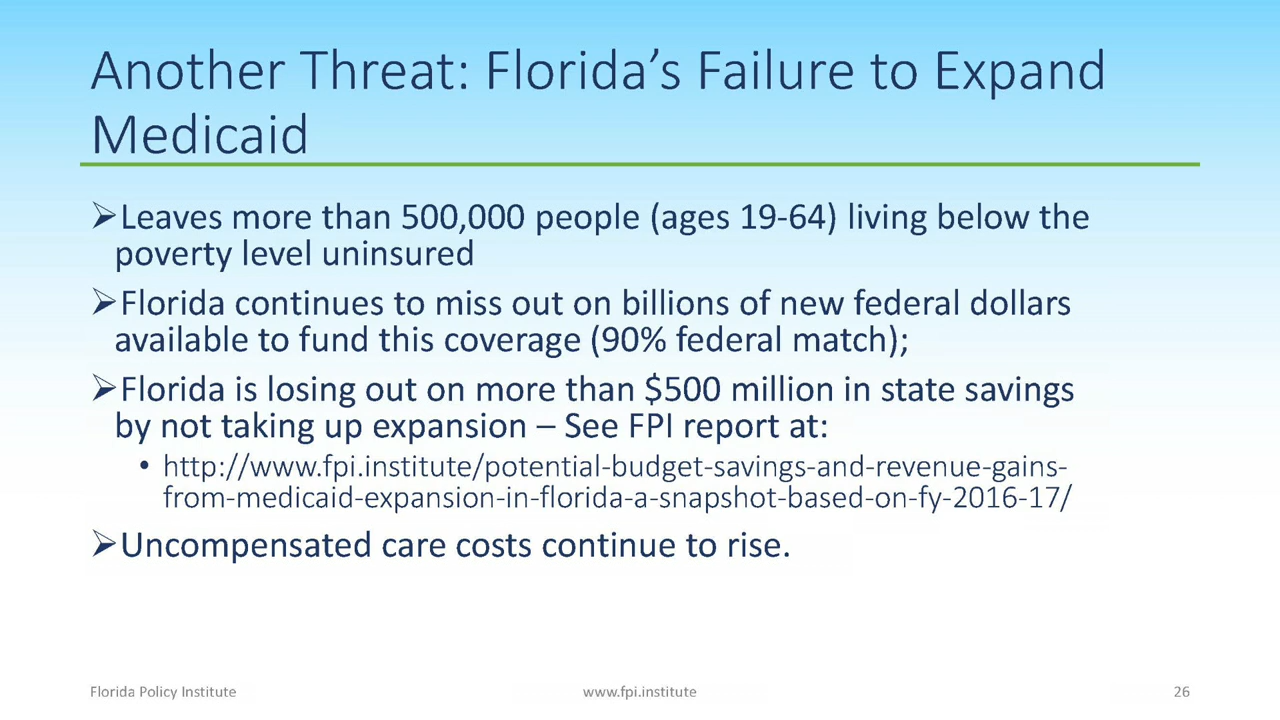 Another Threat: Florida’s Failure to Expand
Medicaid
➢Leaves more than 500,000 people (ages 19-64) living below the
poverty level uninsured
➢Florida continues to miss out on billions of new federal dollars
available to fund this coverage (90% federal match);
➢Florida is losing out on more than $500 million in state savings
by not taking up expansion – See FPI report at:
• http://www.fpi.institute/potential-budget-savings-and-revenue-gains-
from-medicaid-expansion-in-florida-a-snapshot-based-on-fy-2016-17/
➢Uncompensated care costs continue to rise.
Florida Policy Institute
www.fpi.institute
26